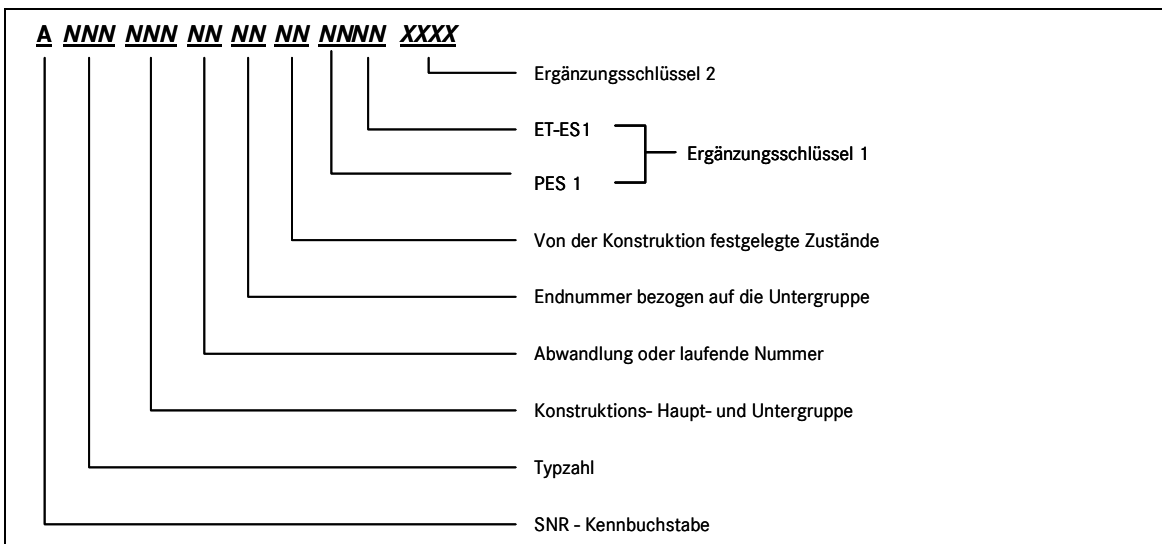 A NNN NNN NN NN NN NNNN XXXX
Ergänzungsschlüssel 2
ET-ES1
Ergänzungsschlüssel 1
PES 1
Von der Konstruktion festgelegte Zustände
Endnummer bezogen auf die Untergruppe
Abwandlung oder laufende Nummer
Konstruktions- Haupt- und Untergruppe
Typzahl
SNR - Kennbuchstabe